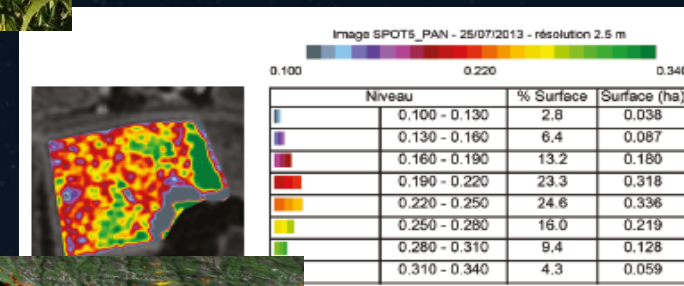 Image SPOT5_PAN - 25/07/2013 - résolution 2.5 m
0.100 0.220 0.340
Niveau % Surface Surface (ha)
0.100 - 0.130 2.8 0.038
0.130 - 0.160 6.4 0.087
0.160 - 0.190 13.2 0.180
0.190 - 0.220 23.3 0.318
0.220 - 0.250 24.6 0.336
0.250 - 0.280 16.0 0.219
0.280 - 0.310 9.4 0.128
0.310 - 0.340 4.3 0.059